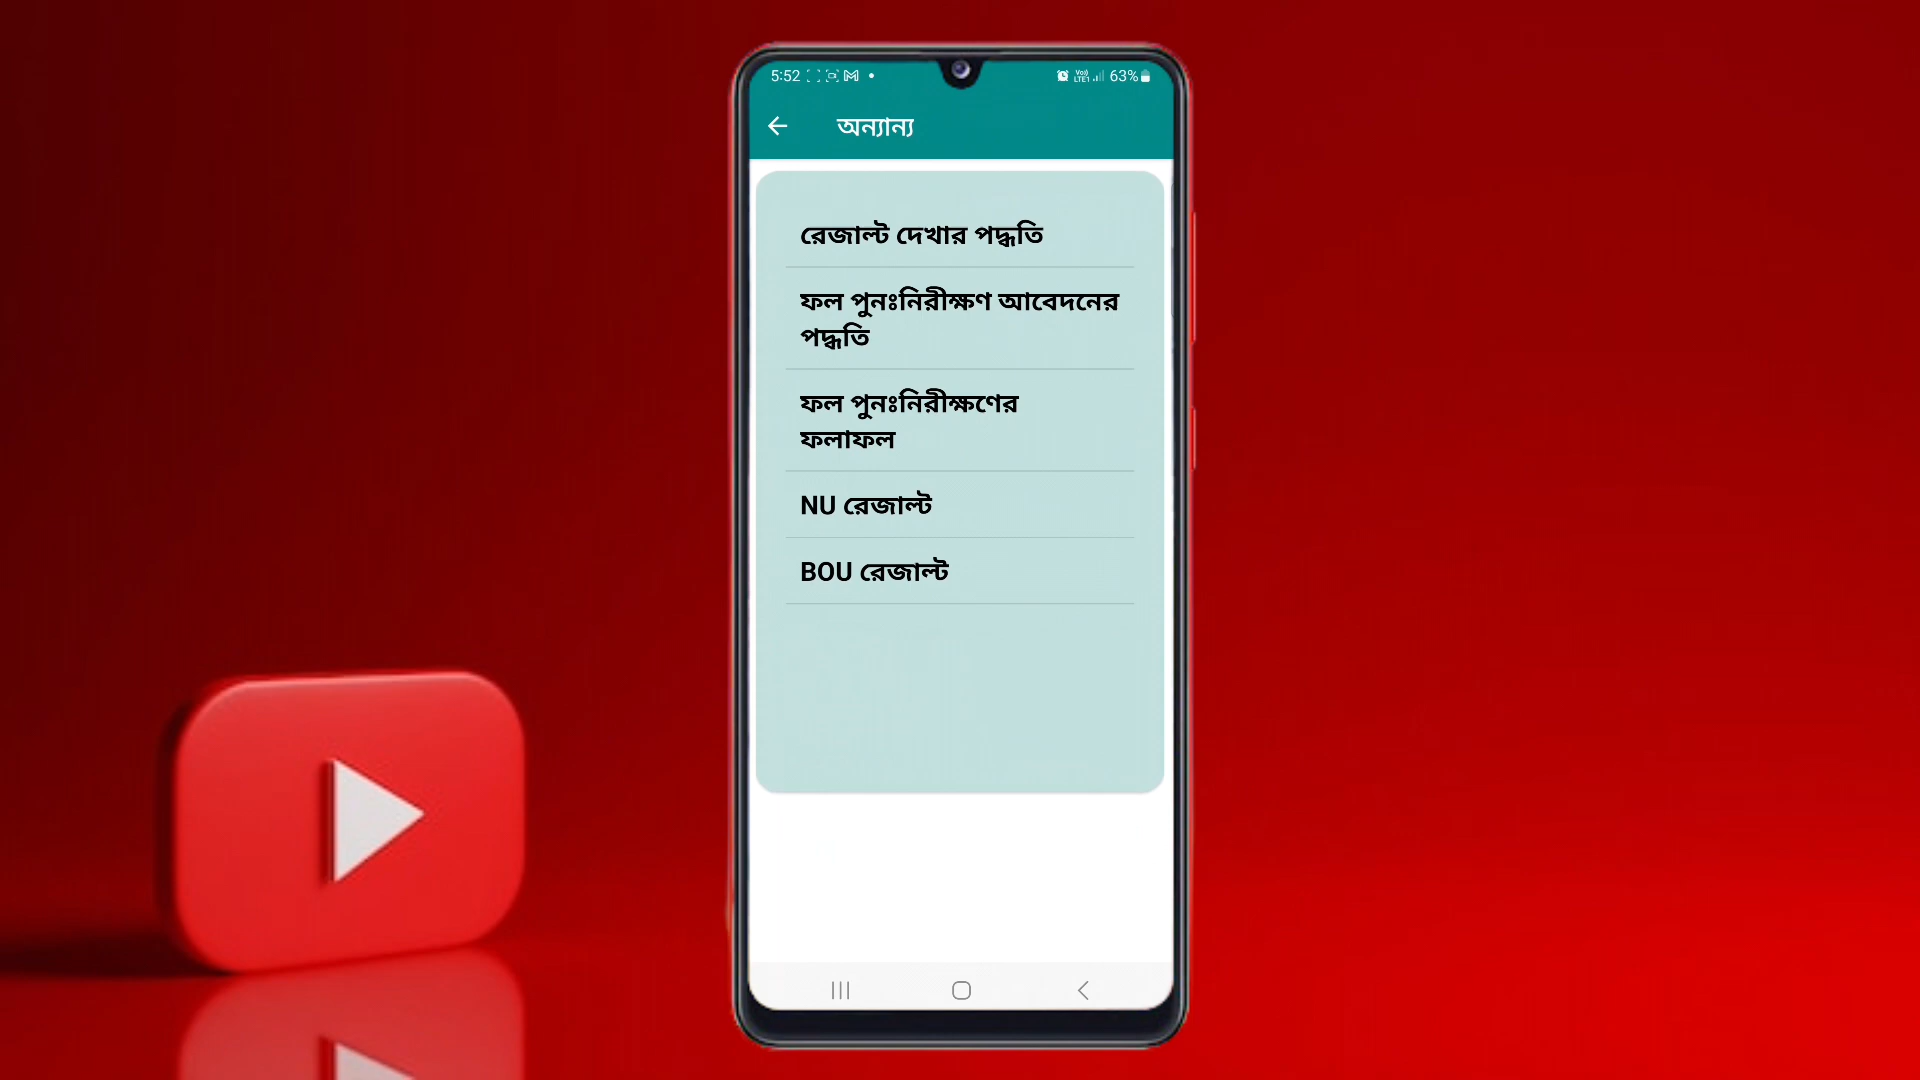 5:52
63%
অন্যান্য
রেজাল্ট দেখার পদ্ধতি
ফল পুনঃনিরীক্ষণ আবেদনের
পদ্ধতি
ফল পুনঃনিরীক্ষণের
ফলাফল
NU রেজাল্ট
BOU রেজাল্ট